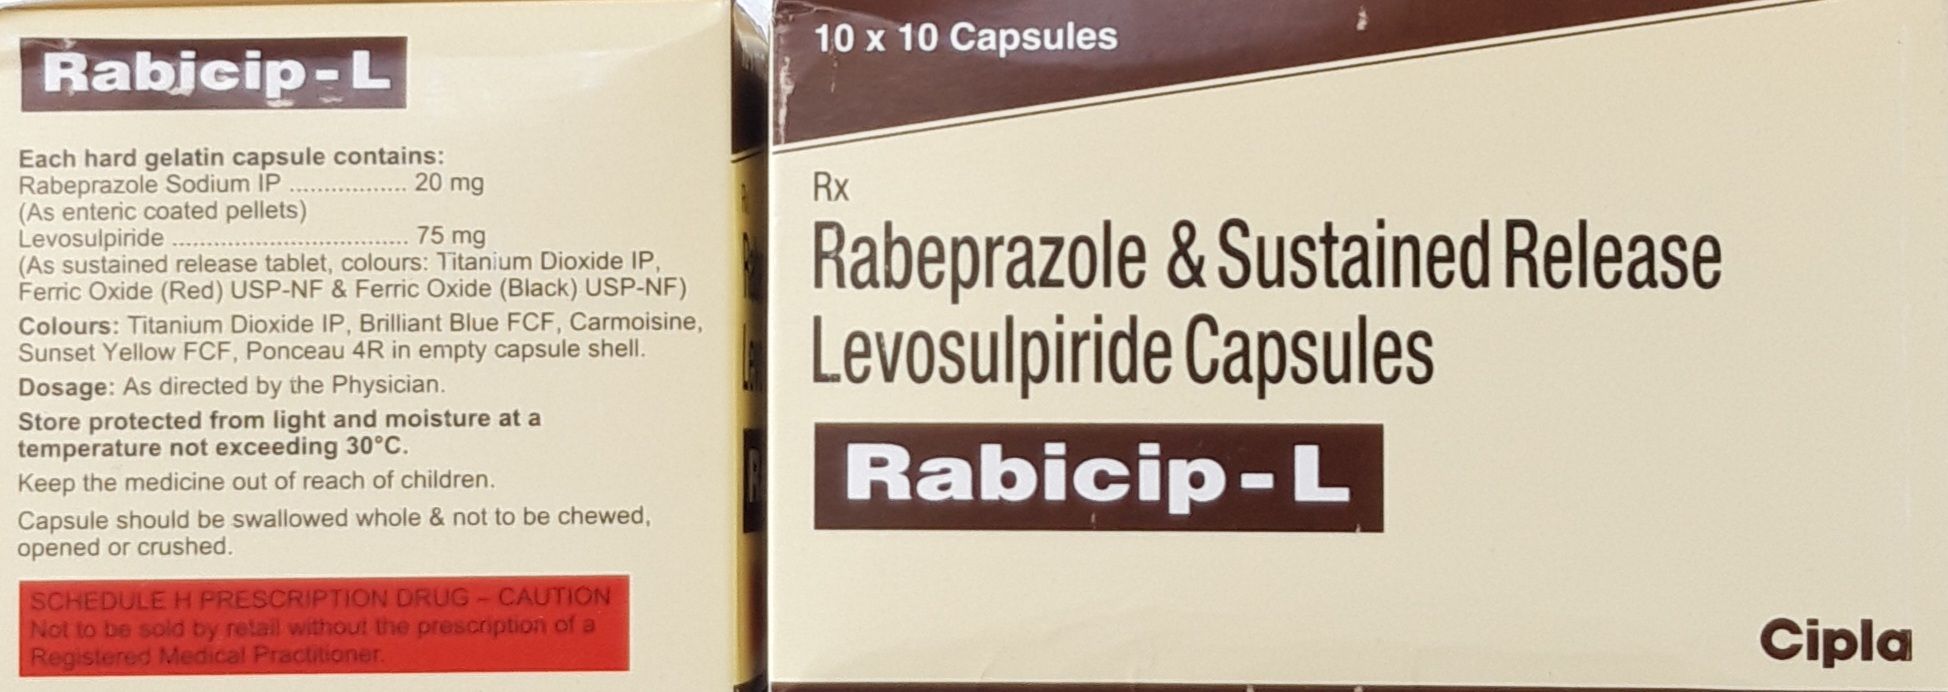 Rabicip - L
Each hard gelatin capsule contains:
Rabeprazole Sodium IP ................. 20 mg
(As enteric coated pellets)
Levosulpiride .................................. 75 mg
(As sustained release tablet, colours: Titanium Dioxide IP,
Ferric Oxide (Red) USP-NF & Ferric Oxide (Black) USP-NF)
Colours: Titanium Dioxide IP, Brilliant Blue FCF, Carmoisine,
Sunset Yellow FCF, Ponceau 4R in empty capsule shell.
Dosage: As directed by the Physician.
Store protected from light and moisture at a
temperature not exceeding 30°C.
Keep the medicine out of reach of children.
Capsule should be swallowed whole & not to be chewed,
opened or crushed.
SCHEDULE H PRESCRIPTION DRUG – CAUTION
Not to be sold by retail without the prescription of a
Registered Medical Practitioner.
10 x 10 Capsules
Rx
Rabeprazole & Sustained Release
Levosulpiride Capsules
Rabicip - L
Cipla